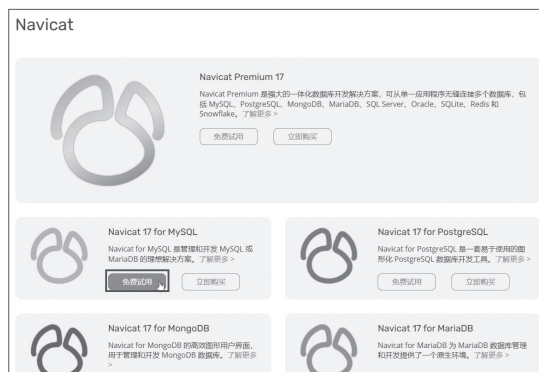 Navicat
Navicat Premium 17
Navicat Premium 是强大的一体化数据库开发解决方案，可从单一应用程序无缝连接多个数据库，包
括 MySQL、PostgreSQL、MongoDB、MariaDB、SQL Server、Oracle、SQLite、Redis 和
Snowflake。了解更多 >
免费试用
立即购买
Navicat 17 for MySQL
Navicat for MySQL 是管理和开发 MySQL 或
MariaDB 的理想解决方案。了解更多 >
免费试用
立即购买
Navicat 17 for PostgreSQL
Navicat for PostgreSQL 是一套易于使用的图
形化 PostgreSQL 数据库开发工具。了解更多 >
免费试用
立即购买
Navicat 17 for MongoDB
Navicat for MongoDB 的高效图形用户界面，
用于管理和开发 MongoDB 数据库。了解更多
>
Navicat 17 for MariaDB
Navicat for MariaDB 为 MariaDB 数据库管理
和开发提供了一个原生环境。了解更多 >